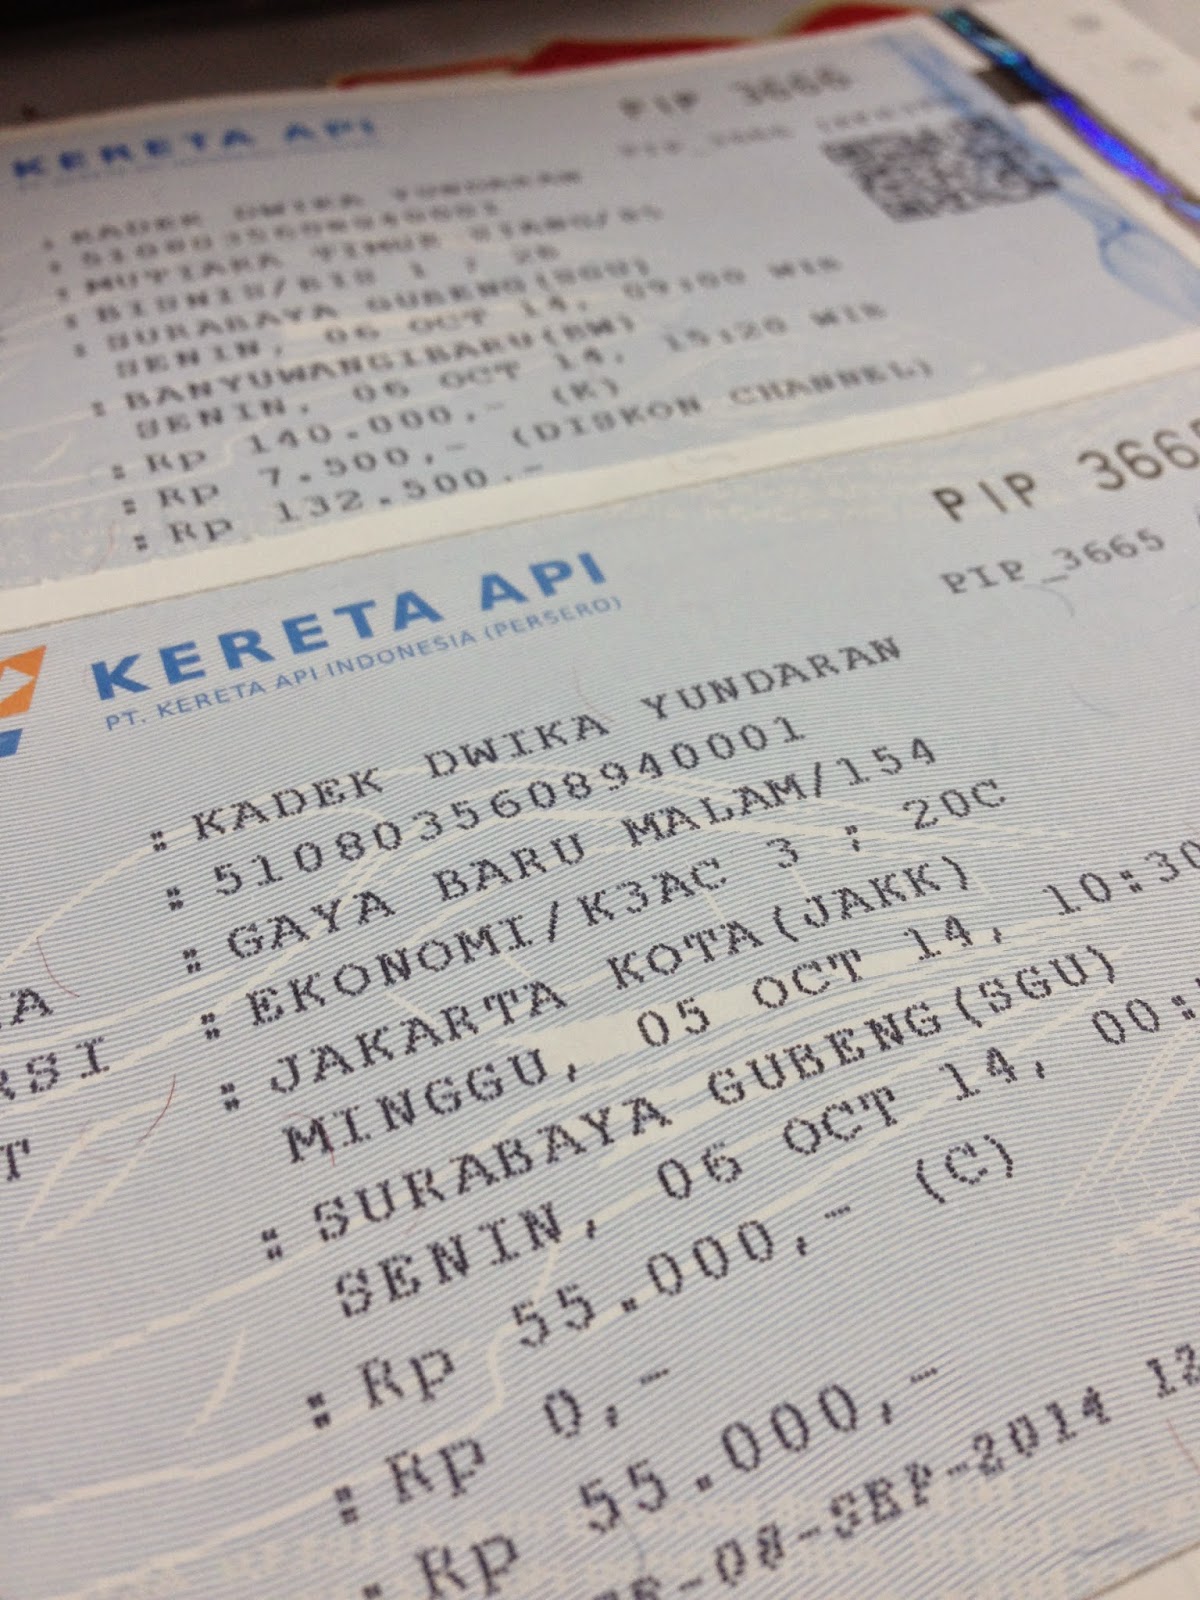 KERETA API
PIP 3666
: KADEK DWIKA YUNDARAN
: 5108035608940001
: MUTIARA TIMUR SIANG/85
: BISNIS/BIS 1 ; 2B
: SURABAYA GUBENG(SGU)
SENIN, 06 OCT 14, 09:00 WIB
: BANYUWANGIBARU(BW)
SENIN, 06 OCT 14, 15:20 WIB
: Rp 140.000,- (K)
: Rp 7.500,- (DISKON CHANNEL)
: Rp 132.500,-
PIP 3665
KERETA API
PT. KERETA API INDONESIA (PERSERO)
PIP_3665
: KADEK DWIKA YUNDARAN
: 5108035608940001
: GAYA BARU MALAM/154
: EKONOMI/K3AC 3 ; 20C
: JAKARTA KOTA(JAKK)
MINGGU, 05 OCT 14, 10:30
: SURABAYA GUBENG(SGU)
SENIN, 06 OCT 14, 00:
: Rp 55.000,- (C)
: Rp 0,-
: Rp 55.000,-
-08-SEP-2014 12